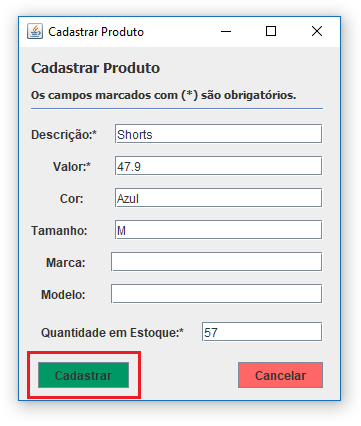 Cadastrar Produto
Cadastrar Produto
Os campos marcados com (*) são obrigatórios.
Descrição:* Shorts
Valor:* 47.9
Cor: Azul
Tamanho: M
Marca:
Modelo:
Quantidade em Estoque:* 57
Cadastrar Cancelar